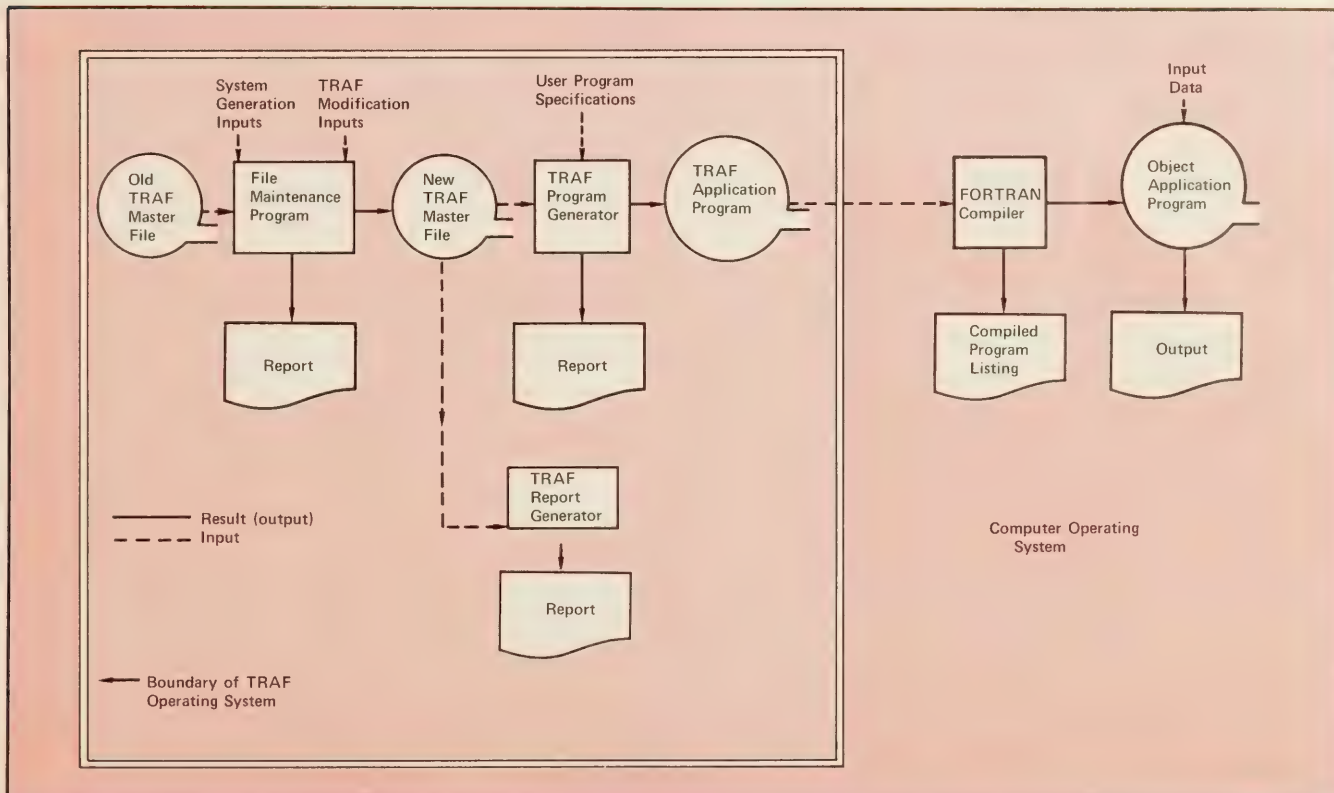 System
Generation
Inputs
TRAF
Modification
Inputs
User Program
Specifications
Input
Data
Old
TRAF
Master
File
File
Maintenance
Program
New
TRAF
Master
File
TRAF
Program
Generator
TRAF
Application
Program
FORTRAN
Compiler
Object
Application
Program
Report
Report
Compiled
Program
Listing
Output
TRAF
Report
Generator
Result (output)
Input
Computer Operating
System
Report
Boundary of TRAF
Operating System